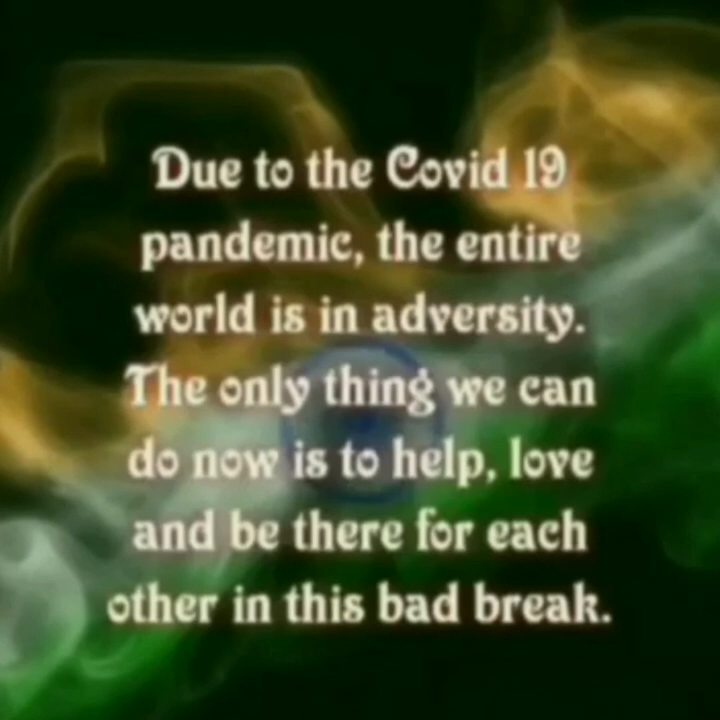 Due to the Covid 19
pandemic, the entire
world is in adversity.
The only thing we can
do now is to help, love
and be there for each
other in this bad break.